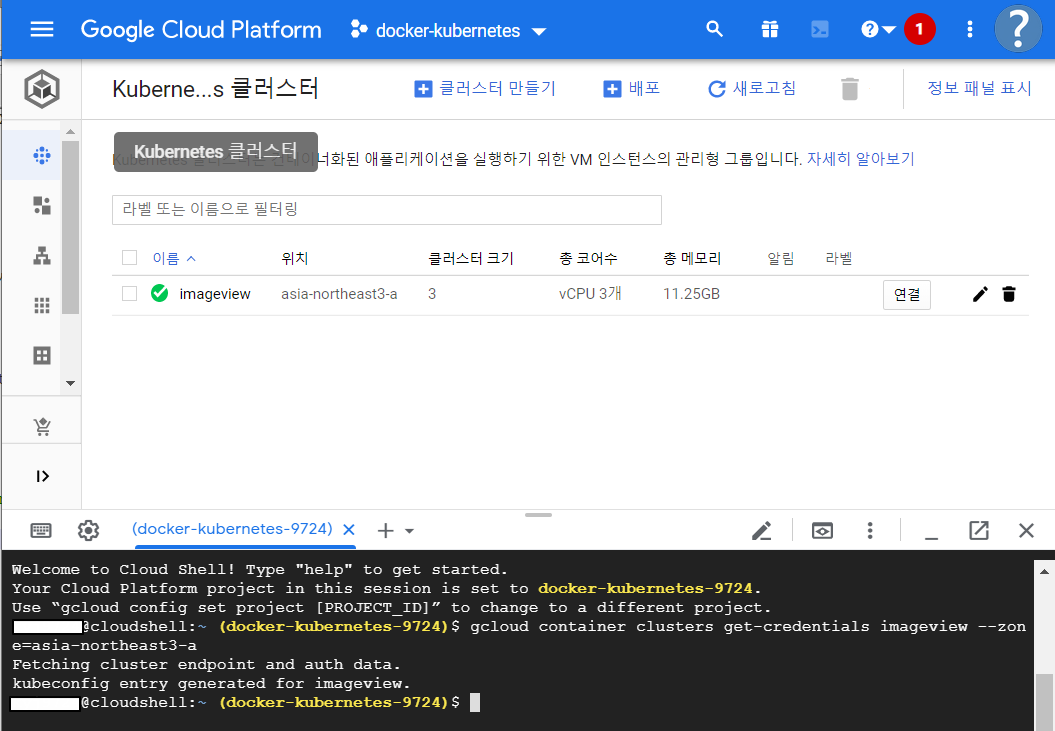 Google Cloud Platform
docker-kubernetes
1
?
Kuberne...s 클러스터
클러스터 만들기
배포
새로고침
정보 패널 표시
Kubernetes 클러스터
너화된 애플리케이션을 실행하기 위한 VM 인스턴스의 관리형 그룹입니다. 자세히 알아보기
라벨 또는 이름으로 필터링
이름 위치 클러스터 크기 총 코어수 총 메모리 알림 라벨
imageview asia-northeast3-a 3 vCPU 3개 11.25GB 연결
(docker-kubernetes-9724)
Welcome to Cloud Shell! Type "help" to get started.
Your Cloud Platform project in this session is set to docker-kubernetes-9724.
Use “gcloud config set project [PROJECT_ID]” to change to a different project.
@cloudshell:~ (docker-kubernetes-9724)$ gcloud container clusters get-credentials imageview --zon
e=asia-northeast3-a
Fetching cluster endpoint and auth data.
kubeconfig entry generated for imageview.
@cloudshell:~ (docker-kubernetes-9724)$